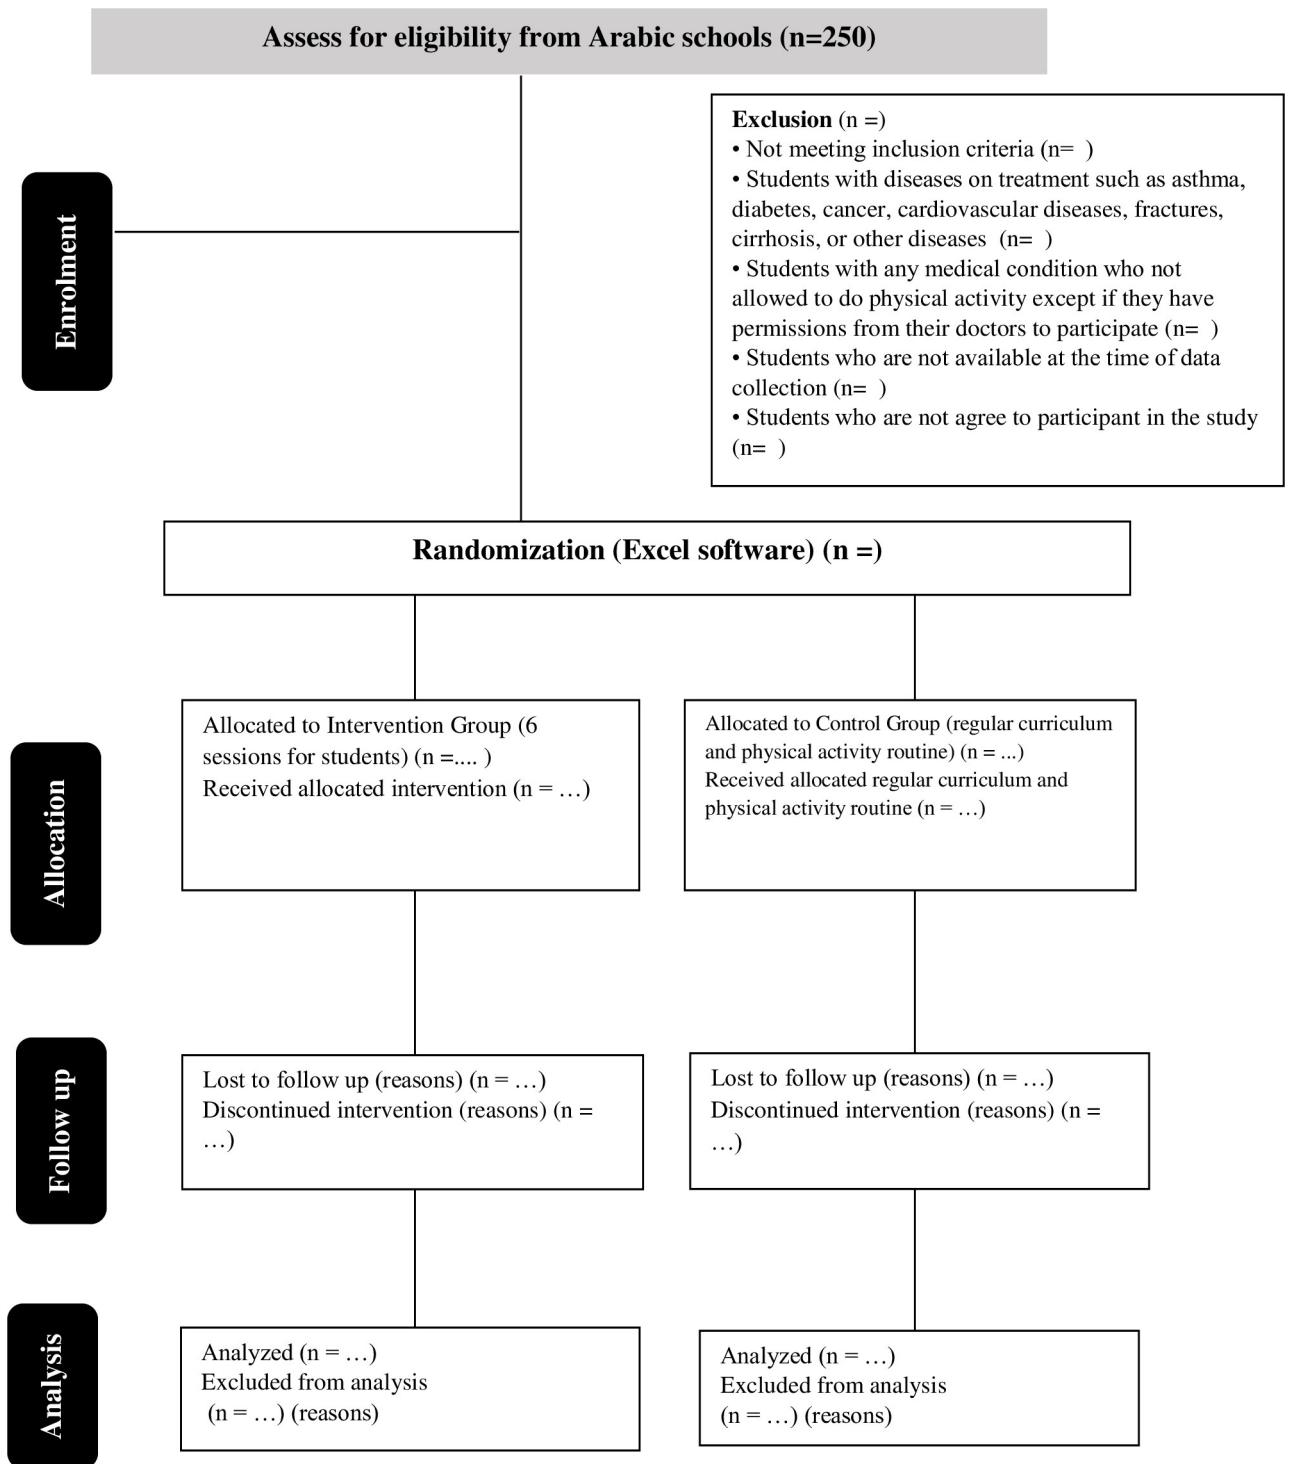 Assess for eligibility from Arabic schools (n=250)
Enrolment
Exclusion (n =)
• Not meeting inclusion criteria (n=  )
• Students with diseases on treatment such as asthma,
diabetes, cancer, cardiovascular diseases, fractures,
cirrhosis, or other diseases  (n=  )
• Students with any medical condition who not
allowed to do physical activity except if they have
permissions from their doctors to participate (n=  )
• Students who are not available at the time of data
collection (n=  )
• Students who are not agree to participant in the study
(n=  )
Randomization (Excel software) (n =)
Allocation
Allocated to Intervention Group (6
sessions for students) (n =.... )
Received allocated intervention (n = …)
Allocated to Control Group (regular curriculum
and physical activity routine) (n = ...)
Received allocated regular curriculum and
physical activity routine (n = …)
Follow up
Lost to follow up (reasons) (n = …)
Discontinued intervention (reasons) (n =
…)
Lost to follow up (reasons) (n = …)
Discontinued intervention (reasons) (n =
…)
Analysis
Analyzed (n = …)
Excluded from analysis
(n = …) (reasons)
Analyzed (n = …)
Excluded from analysis
(n = …) (reasons)